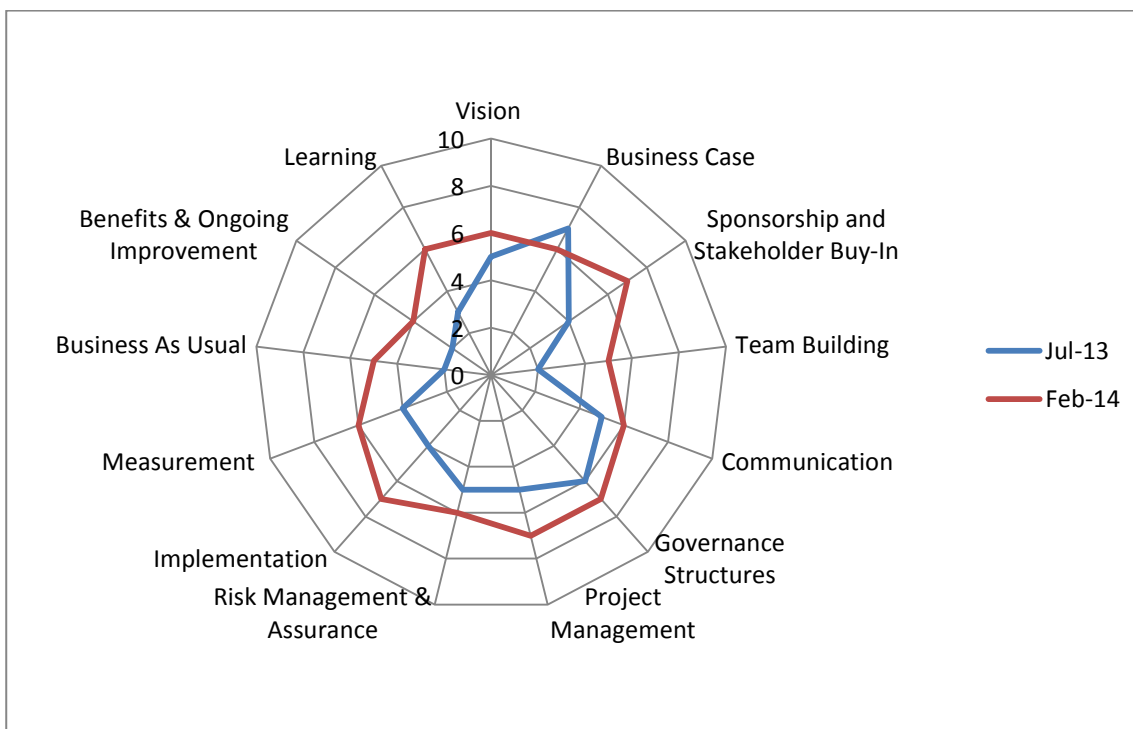 Vision
10
8
6
4
2
0
Business Case
Sponsorship and
Stakeholder Buy-In
Team Building
Communication
Governance
Structures
Project
Management
Risk Management &
Assurance
Implementation
Measurement
Business As Usual
Benefits & Ongoing
Improvement
Learning
Jul-13
Feb-14